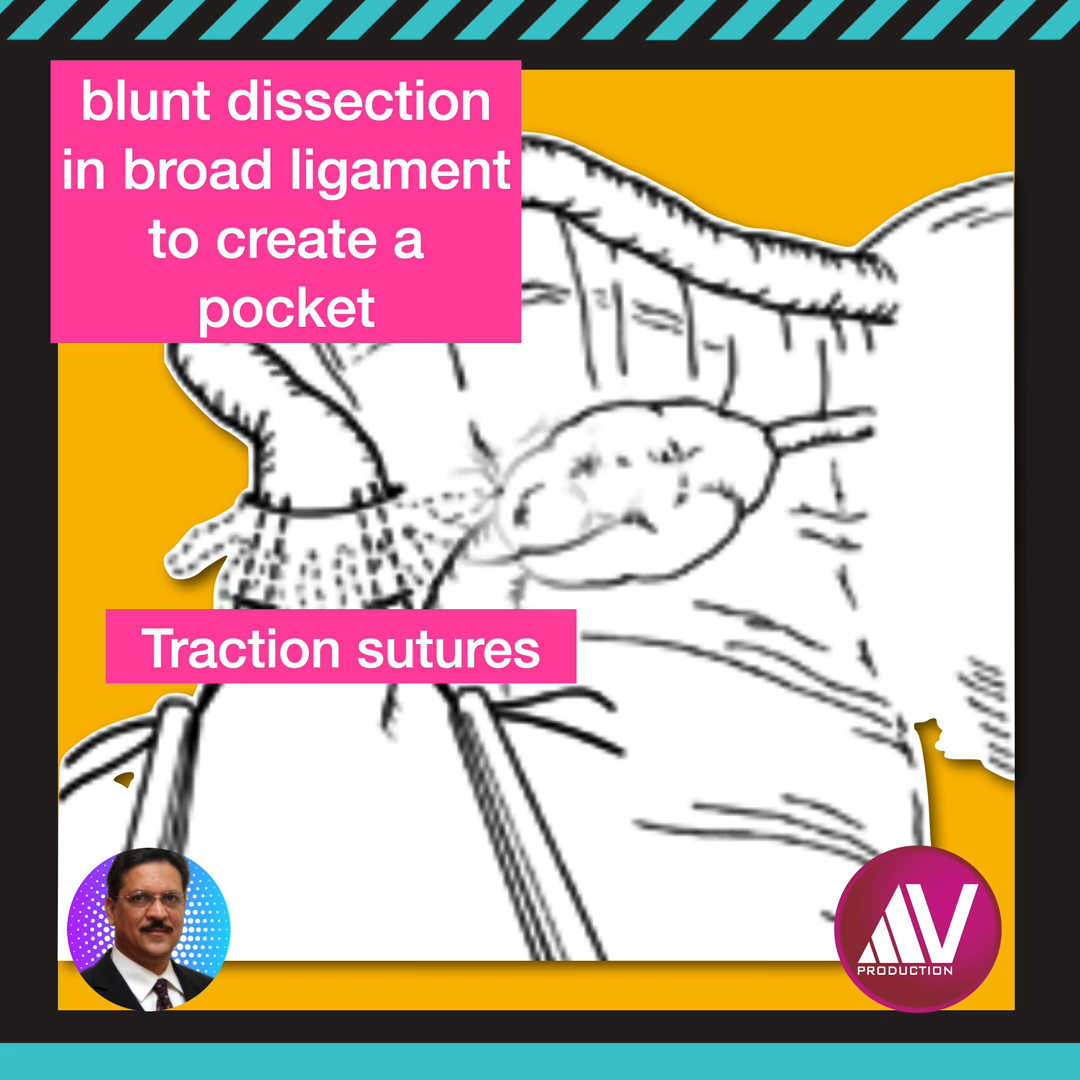 blunt dissection
in broad ligament
to create a
pocket
Traction sutures
AV
PRODUCTION